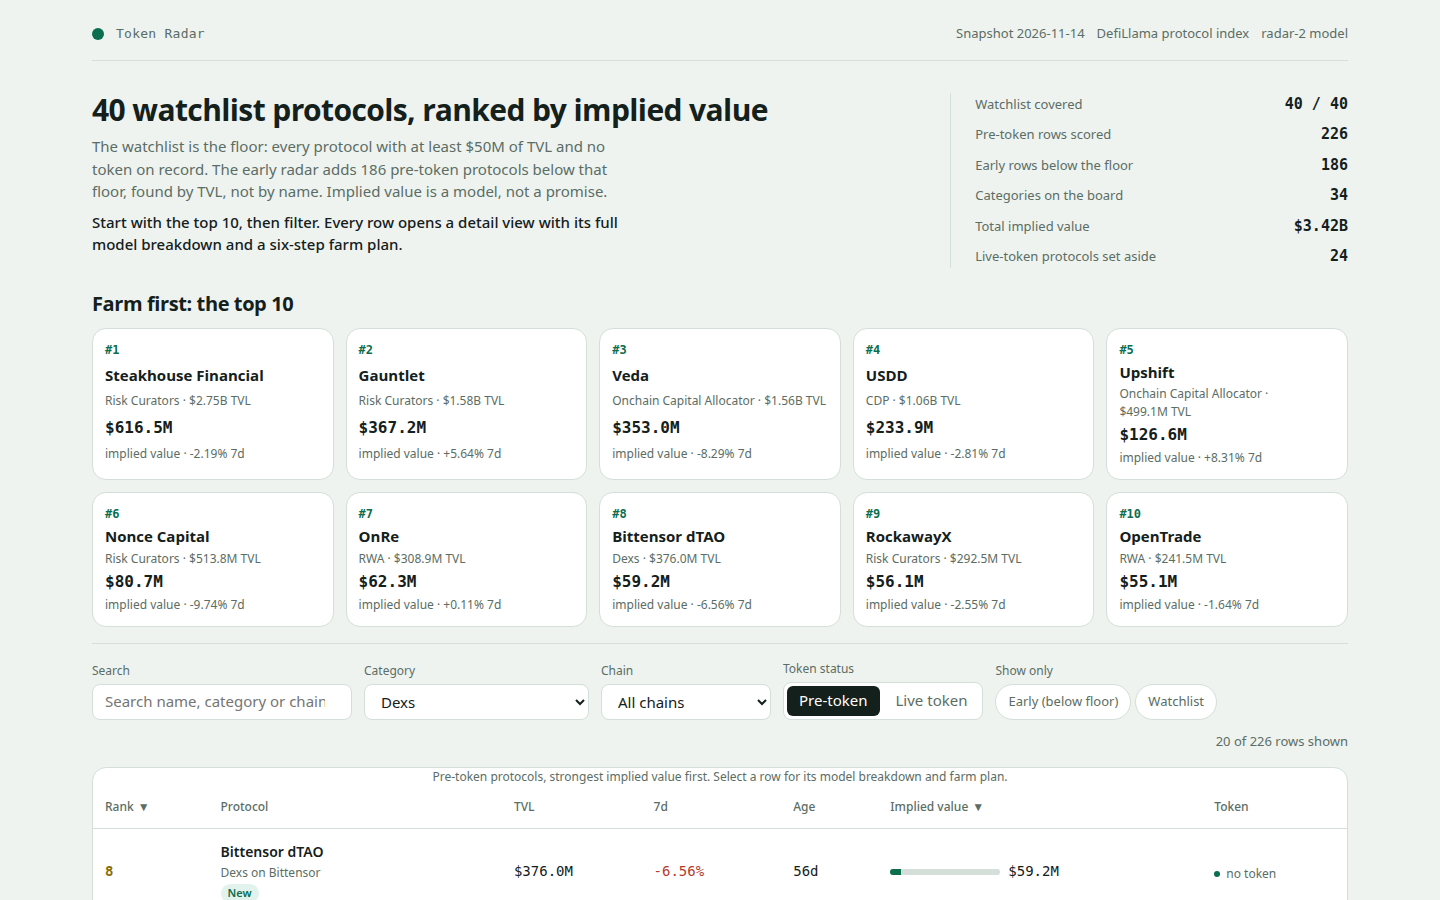 Token Radar
Snapshot 2026-11-14 DefiLlama protocol index radar-2 model
40 watchlist protocols, ranked by implied value
The watchlist is the floor: every protocol with at least $50M of TVL and no
token on record. The early radar adds 186 pre-token protocols below that
floor, found by TVL, not by name. Implied value is a model, not a promise.
Start with the top 10, then filter. Every row opens a detail view with its full
model breakdown and a six-step farm plan.
Watchlist covered 40 / 40
Pre-token rows scored 226
Early rows below the floor 186
Categories on the board 34
Total implied value $3.42B
Live-token protocols set aside 24
Farm first: the top 10
#1
Steakhouse Financial
Risk Curators · $2.75B TVL
$616.5M
implied value · -2.19% 7d
#2
Gauntlet
Risk Curators · $1.58B TVL
$367.2M
implied value · +5.64% 7d
#3
Veda
Onchain Capital Allocator · $1.56B TVL
$353.0M
implied value · -8.29% 7d
#4
USDD
CDP · $1.06B TVL
$233.9M
implied value · -2.81% 7d
#5
Upshift
Onchain Capital Allocator ·
$499.1M TVL
$126.6M
implied value · +8.31% 7d
#6
Nonce Capital
Risk Curators · $513.8M TVL
$80.7M
implied value · -9.74% 7d
#7
OnRe
RWA · $308.9M TVL
$62.3M
implied value · +0.11% 7d
#8
Bittensor dTAO
Dexs · $376.0M TVL
$59.2M
implied value · -6.56% 7d
#9
RockawayX
Risk Curators · $292.5M TVL
$56.1M
implied value · -2.55% 7d
#10
OpenTrade
RWA · $241.5M TVL
$55.1M
implied value · -1.64% 7d
Search Category Chain Token status Show only
Search name, category or chain Dexs All chains Pre-token Live token Early (below floor) Watchlist
20 of 226 rows shown
Pre-token protocols, strongest implied value first. Select a row for its model breakdown and farm plan.
Rank ▼ Protocol TVL 7d Age Implied value ▼ Token
8 Bittensor dTAO $376.0M -6.56% 56d $59.2M no token
Dexs on Bittensor
New